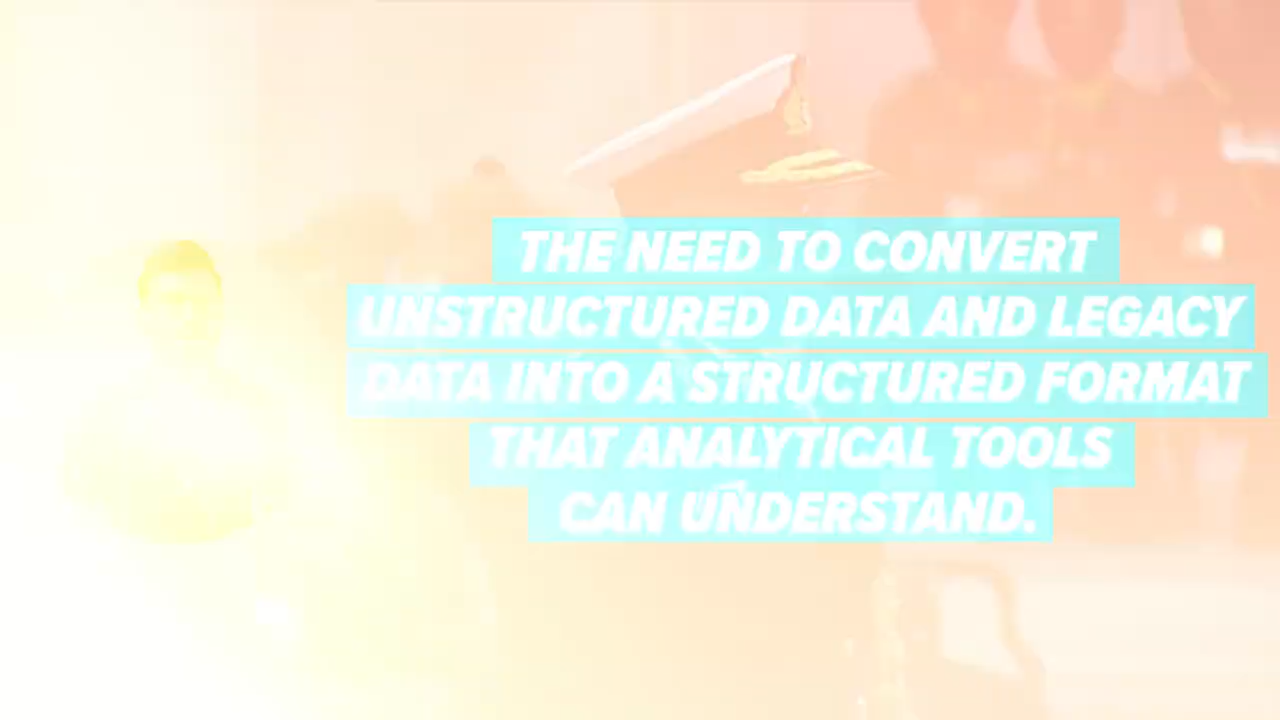 THE NEED TO CONVERT
UNSTRUCTURED DATA AND LEGACY
DATA INTO A STRUCTURED FORMAT
THAT ANALYTICAL TOOLS
CAN UNDERSTAND.